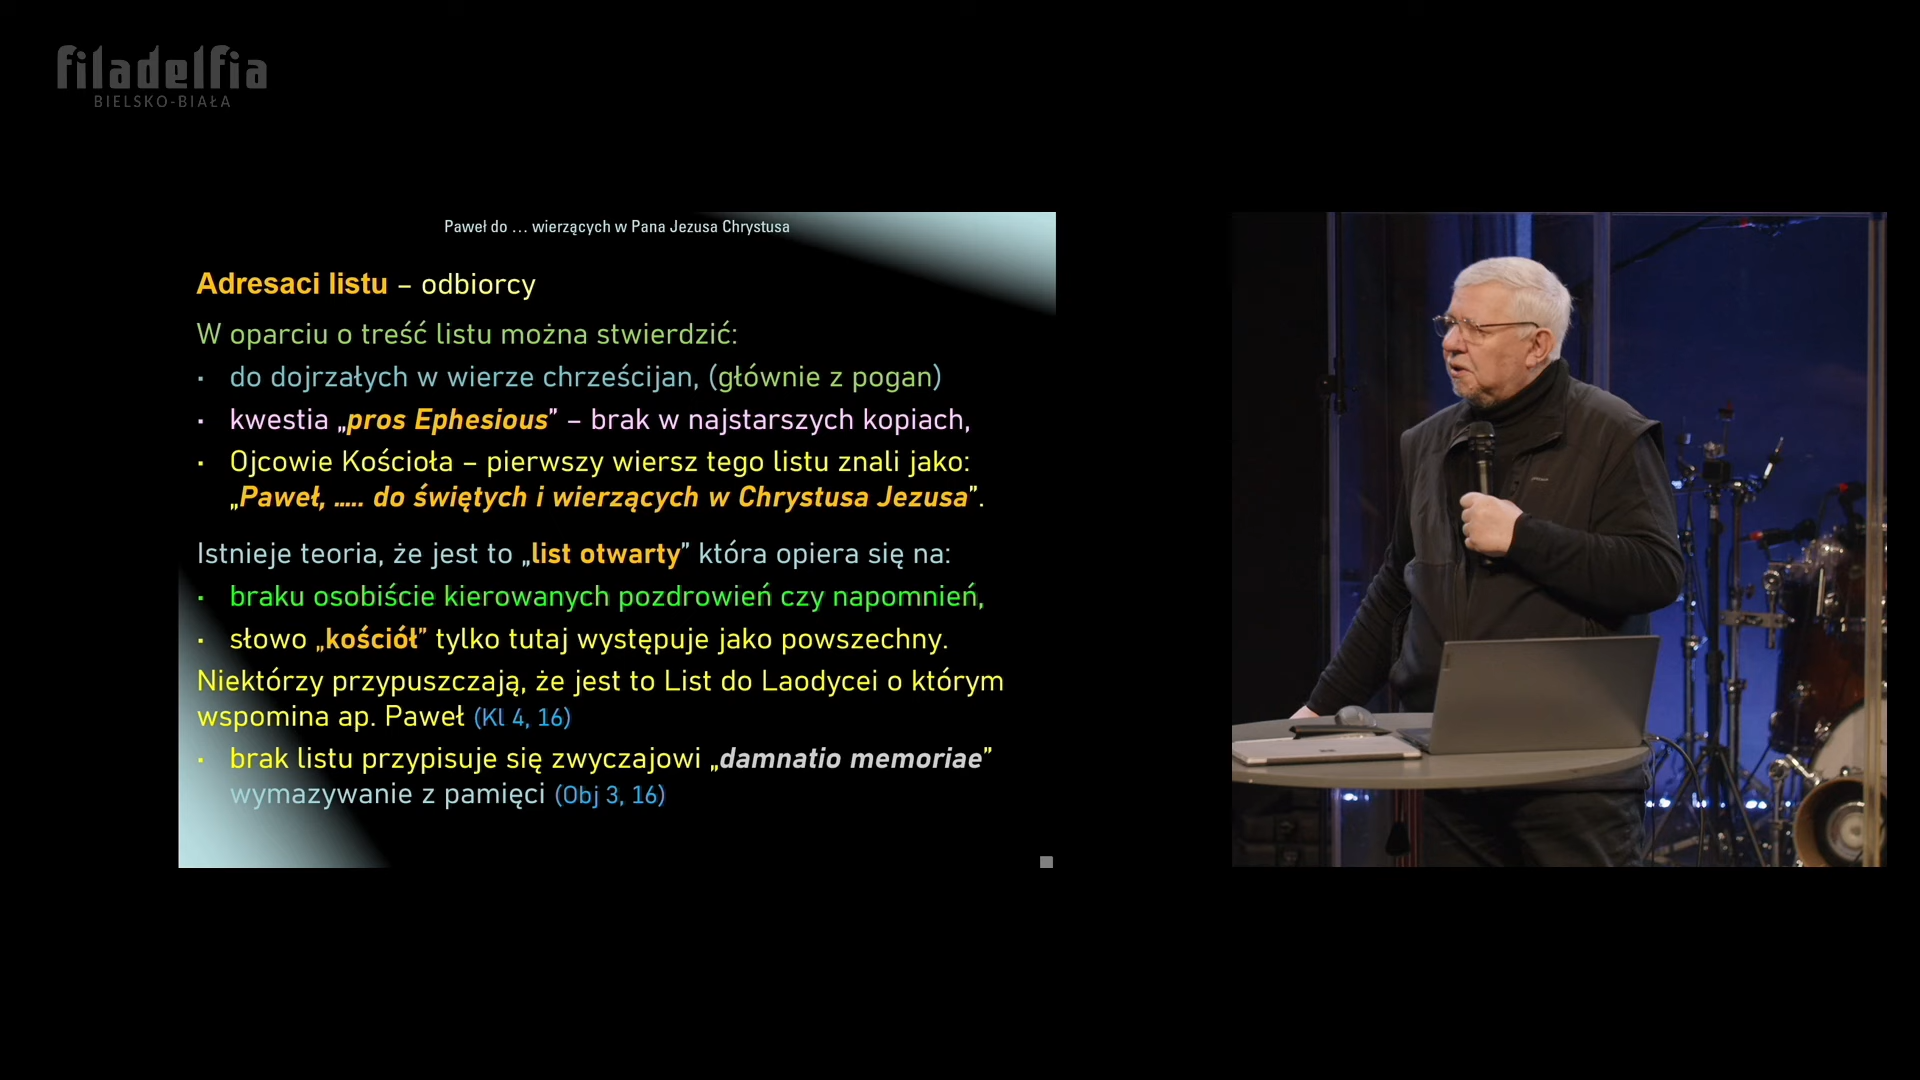 filadelfia
BIELSKO-BIAŁA
Paweł do … wierzących w Pana Jezusa Chrystusa
Adresaci listu – odbiorcy
W oparciu o treść listu można stwierdzić:
· do dojrzałych w wierze chrześcijan, (głównie z pogan)
· kwestia „pros Ephesious” – brak w najstarszych kopiach,
· Ojcowie Kościoła – pierwszy wiersz tego listu znali jako:
„Paweł, ..... do świętych i wierzących w Chrystusa Jezusa”.
Istnieje teoria, że jest to „list otwarty” która opiera się na:
· braku osobiście kierowanych pozdrowień czy napomnień,
· słowo „kościół” tylko tutaj występuje jako powszechny.
Niektórzy przypuszczają, że jest to List do Laodycei o którym
wspomina ap. Paweł (Kl 4, 16)
· brak listu przypisuje się zwyczajowi „damnatio memoriae”
wymazywanie z pamięci (Obj 3, 16)